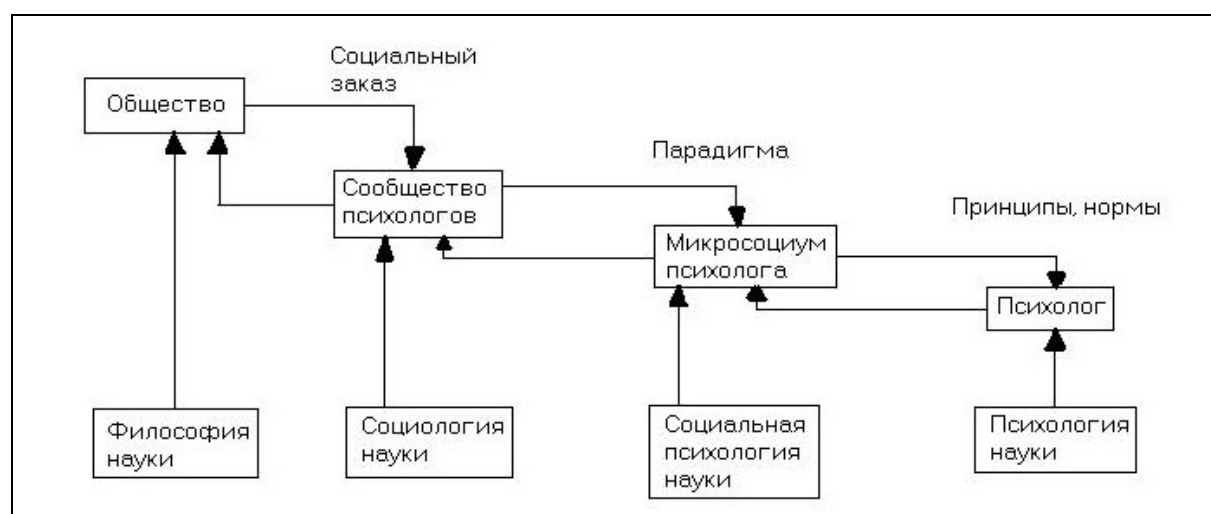 Социальный
заказ
Общество
Парадигма
Сообщество
психологов
Принципы, нормы
Микросоциум
психолога
Психолог
Философия
науки
Социология
науки
Социальная
психология
науки
Психология
науки